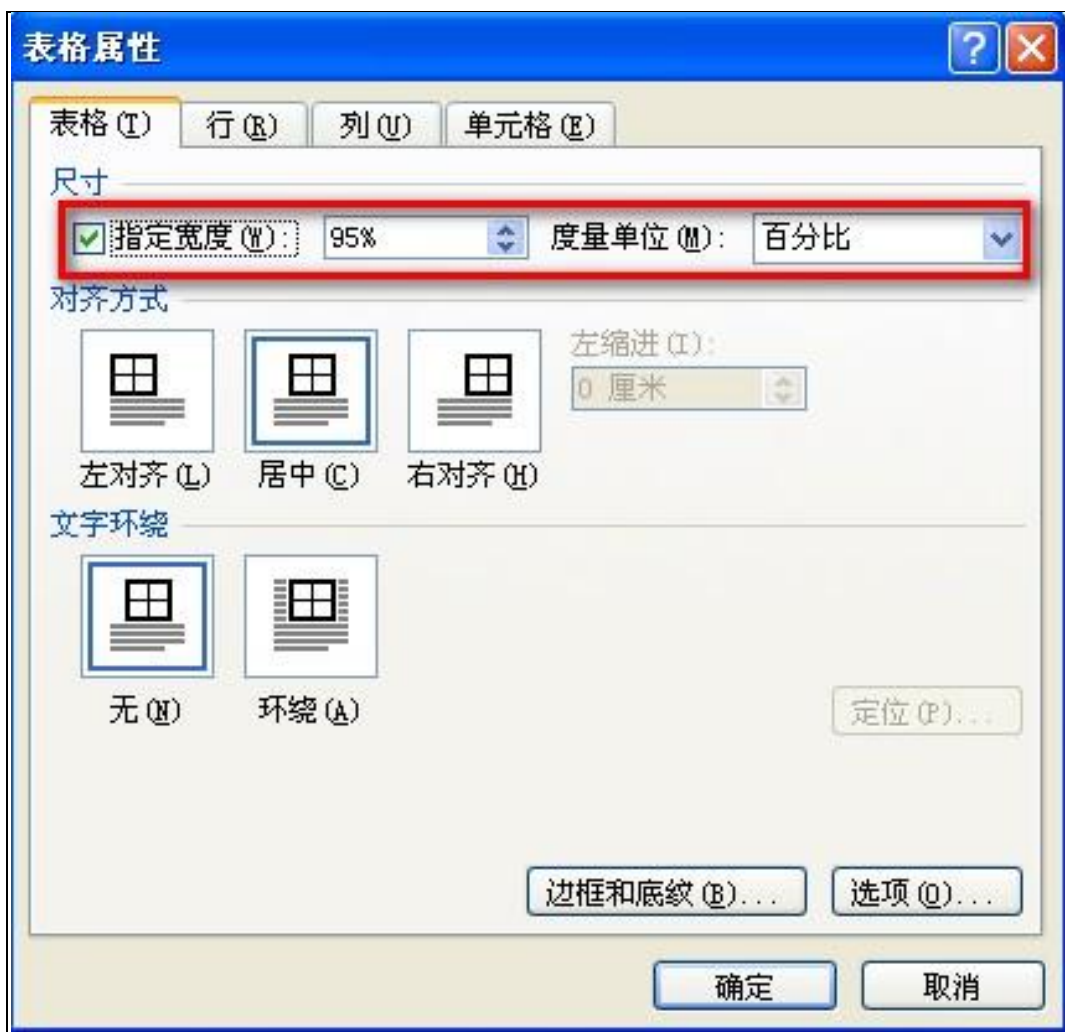 表格属性
表格(T) 行(R) 列(U) 单元格(E)
尺寸
指定宽度(W): 95% 度量单位(M): 百分比
对齐方式
左缩进(I):
0 厘米
左对齐(L) 居中(C) 右对齐(H)
文字环绕
无(N) 环绕(A)
定位(P)...
边框和底纹(B)... 选项(O)...
确定 取消